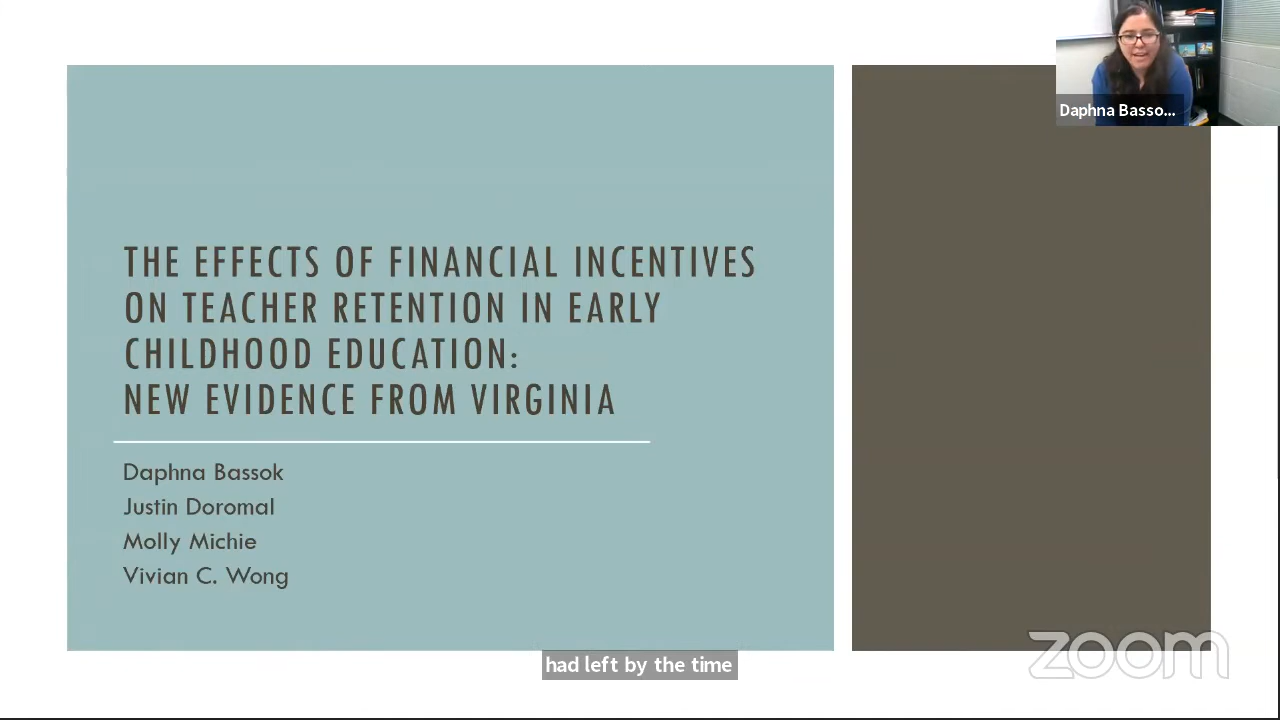 Daphna Basso...
THE EFFECTS OF FINANCIAL INCENTIVES
ON TEACHER RETENTION IN EARLY
CHILDHOOD EDUCATION:
NEW EVIDENCE FROM VIRGINIA
Daphna Bassok
Justin Doromal
Molly Michie
Vivian C. Wong
had left by the time
zoom